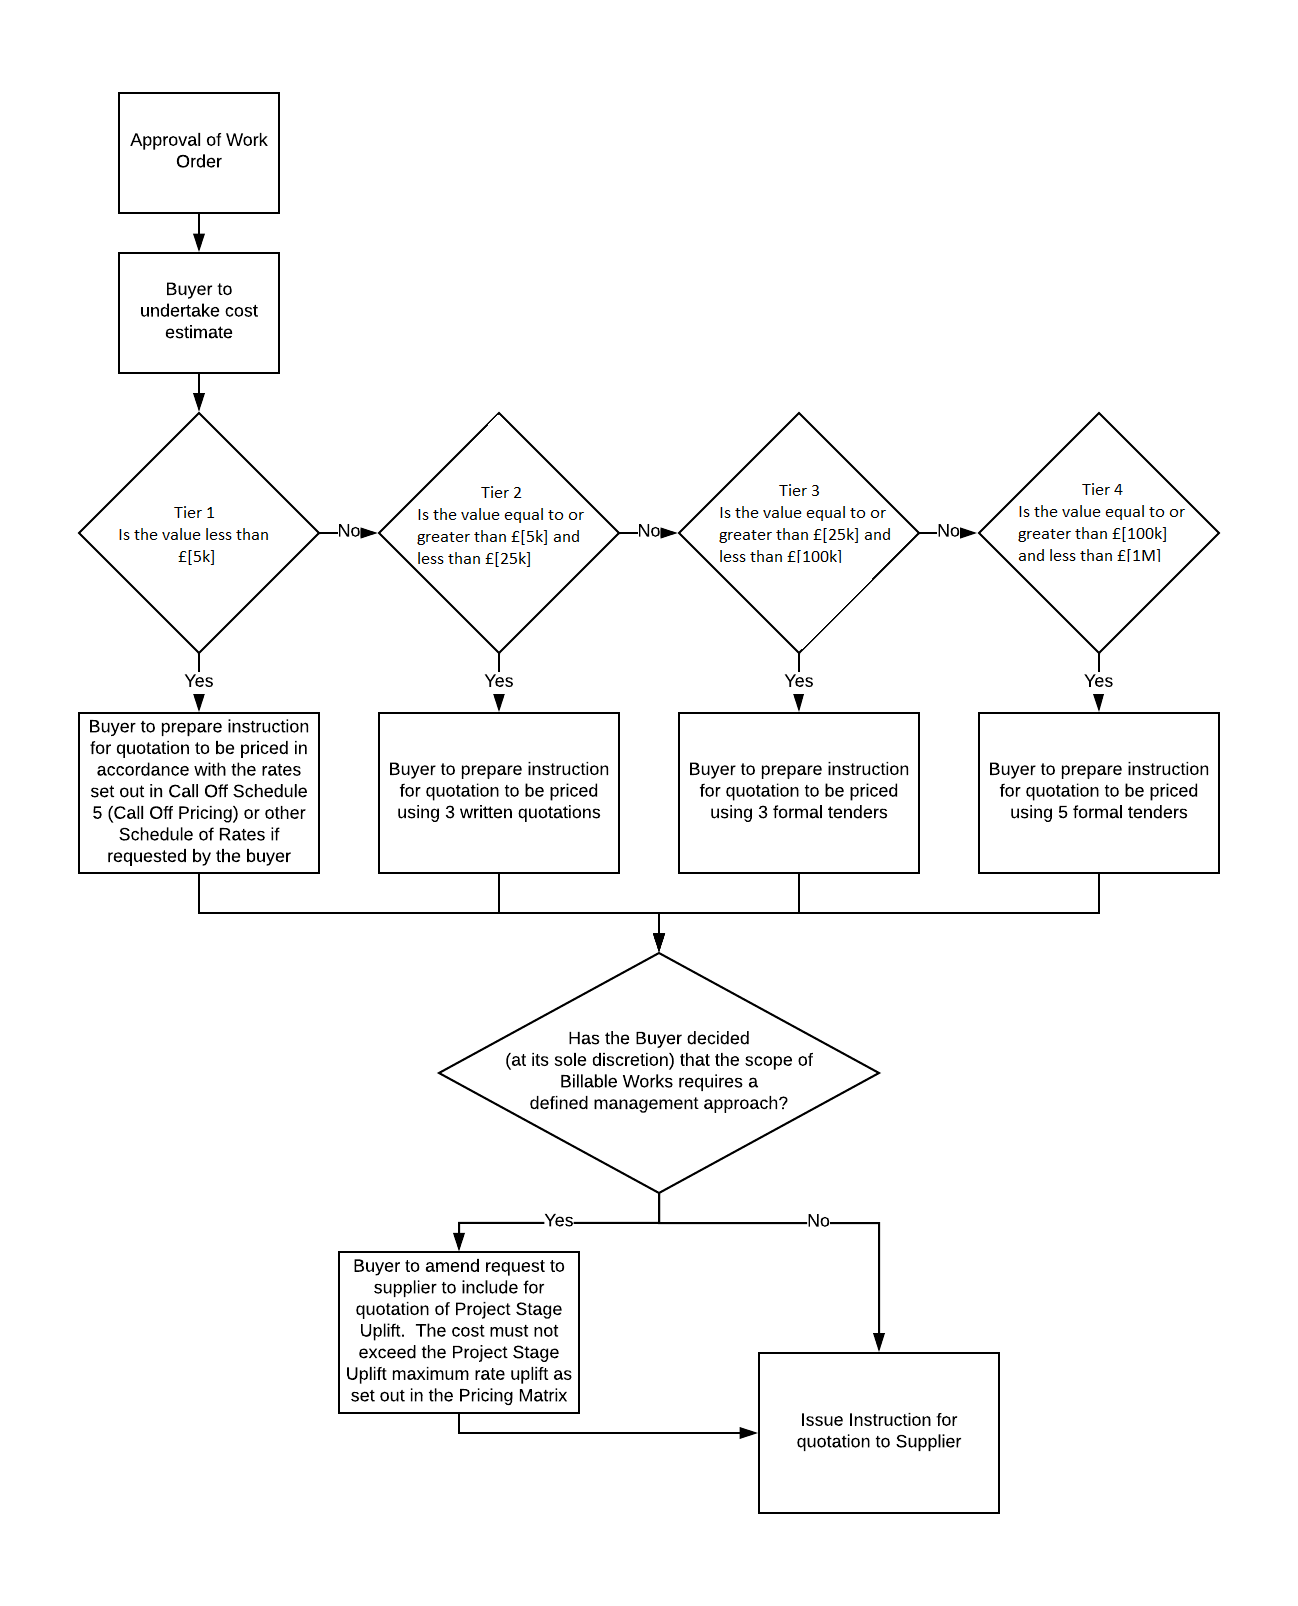 Approval of Work
Order
Buyer to
undertake cost
estimate
Tier 1
Is the value less than
£[5k]
No
Tier 2
Is the value equal to or
greater than £[5k] and
less than £[25k]
No
Tier 3
Is the value equal to or
greater than £[25k] and
less than £[100k]
No
Tier 4
Is the value equal to or
greater than £[100k]
and less than £[1M]
Yes
Yes
Yes
Yes
Buyer to prepare instruction
for quotation to be priced in
accordance with the rates
set out in Call Off Schedule
5 (Call Off Pricing) or other
Schedule of Rates if
requested by the buyer
Buyer to prepare instruction
for quotation to be priced
using 3 written quotations
Buyer to prepare instruction
for quotation to be priced
using 3 formal tenders
Buyer to prepare instruction
for quotation to be priced
using 5 formal tenders
Has the Buyer decided
(at its sole discretion) that the scope of
Billable Works requires a
defined management approach?
Yes
No
Buyer to amend request to
supplier to include for
quotation of Project Stage
Uplift.  The cost must not
exceed the Project Stage
Uplift maximum rate uplift as
set out in the Pricing Matrix
Issue Instruction for
quotation to Supplier